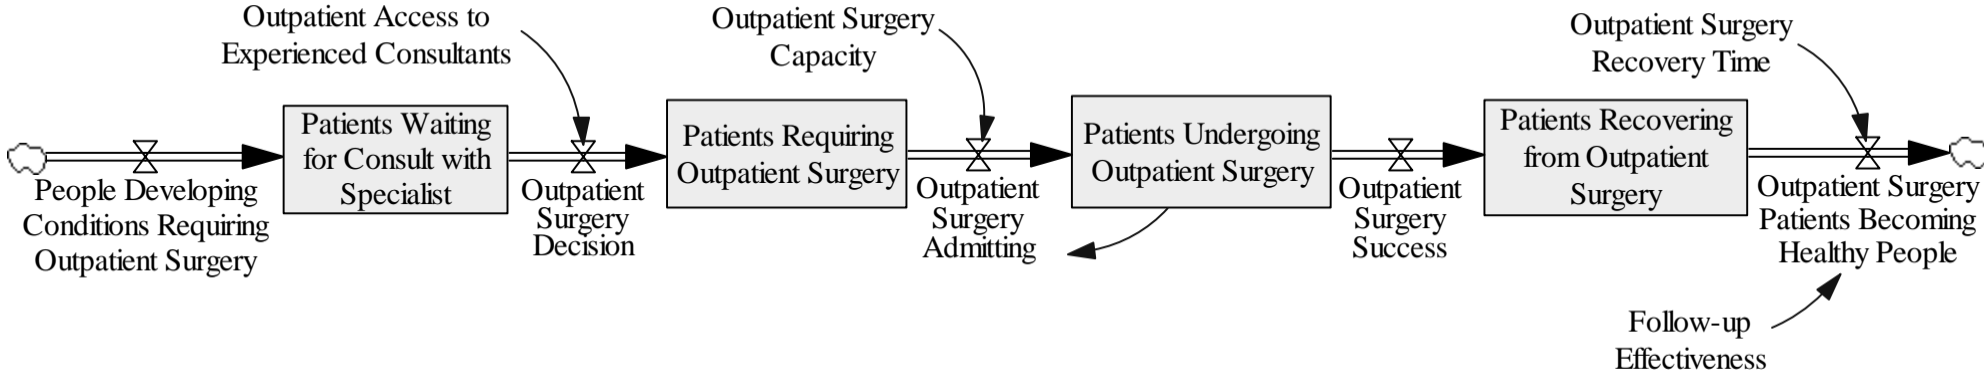 Outpatient Access to
Experienced Consultants
Outpatient Surgery
Capacity
Outpatient Surgery
Recovery Time
Patients Waiting
for Consult with
Specialist
Patients Requiring
Outpatient Surgery
Patients Undergoing
Outpatient Surgery
Patients Recovering
from Outpatient
Surgery
People Developing
Conditions Requiring
Outpatient Surgery
Outpatient
Surgery
Decision
Outpatient
Surgery
Admitting
Outpatient
Surgery
Success
Outpatient Surgery
Patients Becoming
Healthy People
Follow-up
Effectiveness